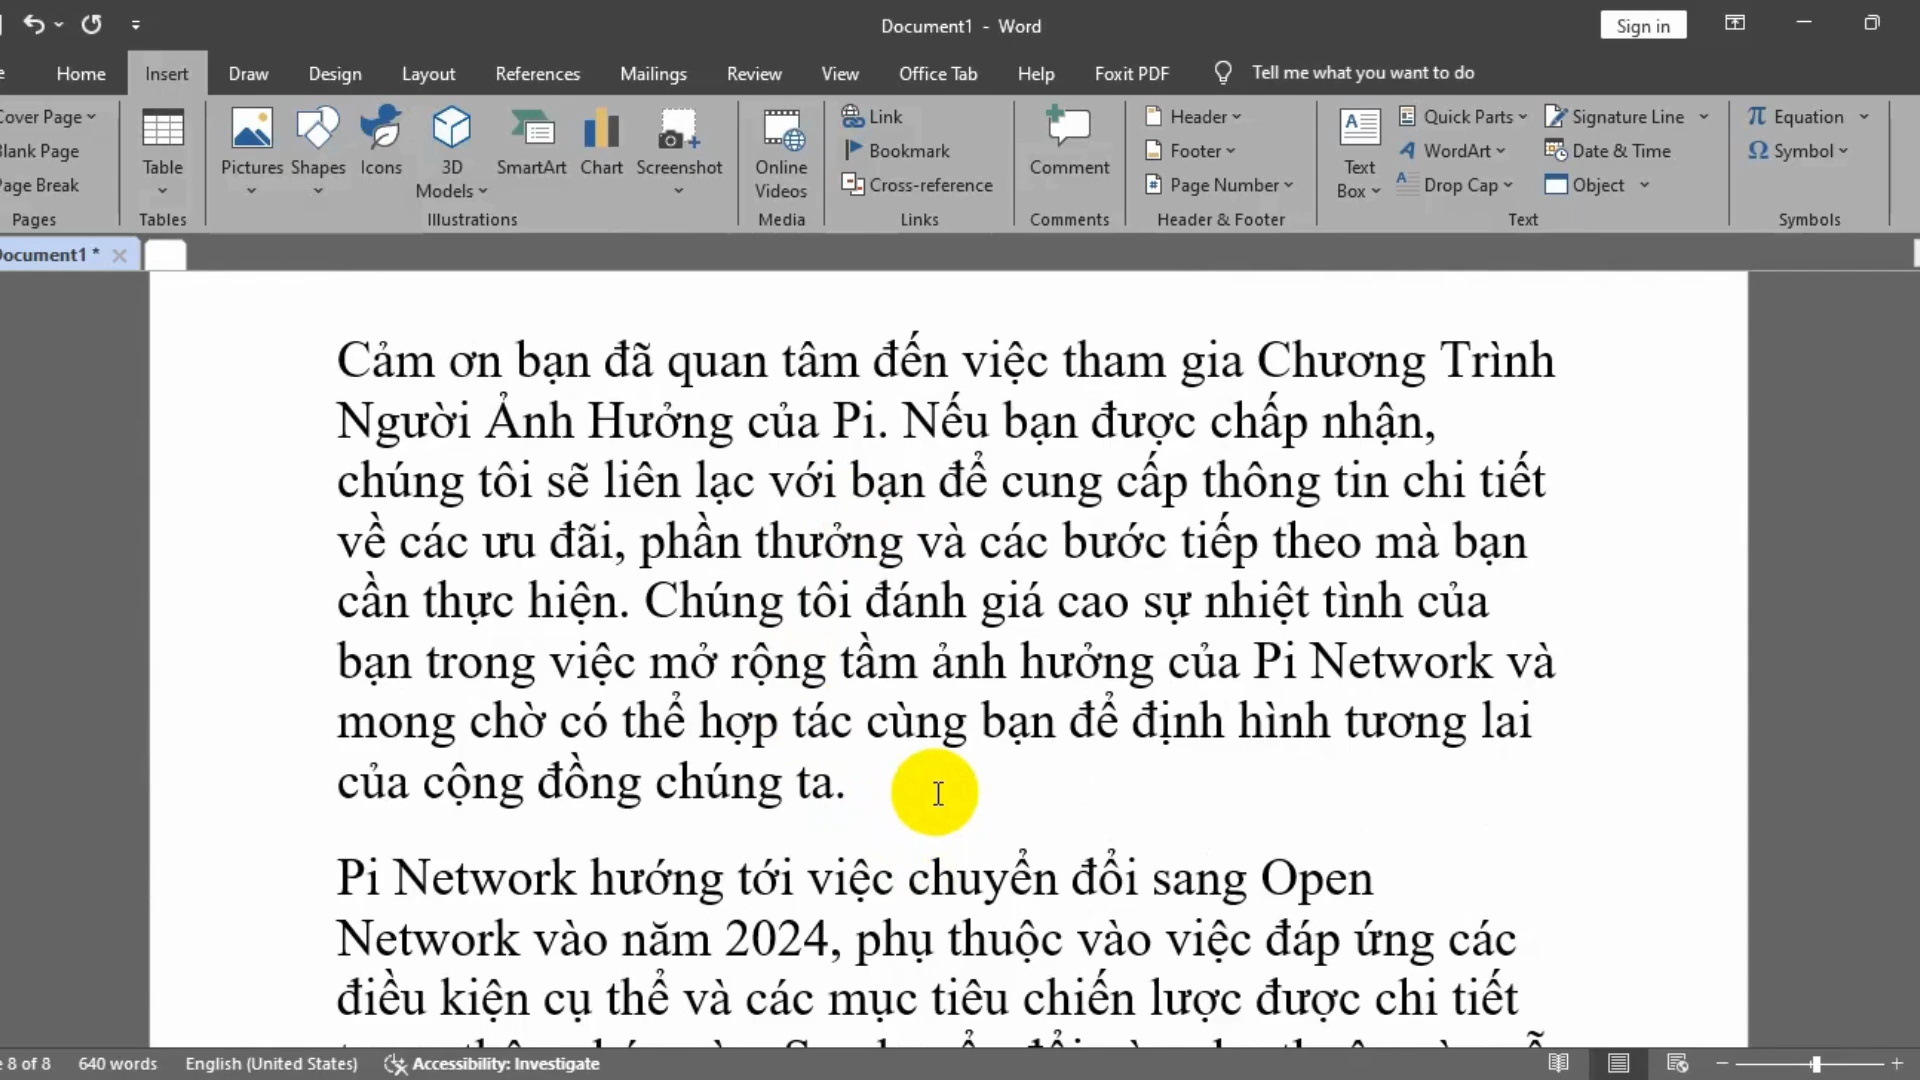 Document1 - Word
Sign in
Home Insert Draw Design Layout References Mailings Review View Office Tab Help Foxit PDF Tell me what you want to do
Cover Page
Blank Page
Page Break
Pages
Table
Tables
Pictures
Shapes
Icons
3D
Models
SmartArt
Chart
Screenshot
Illustrations
Online
Videos
Media
Link
Bookmark
Cross-reference
Links
Comment
Comments
Header
Footer
Page Number
Header & Footer
Text
Box
Quick Parts
WordArt
Drop Cap
Signature Line
Date & Time
Object
Text
Equation
Symbol
Symbols
Document1 *
Cảm ơn bạn đã quan tâm đến việc tham gia Chương Trình
Người Ảnh Hưởng của Pi. Nếu bạn được chấp nhận,
chúng tôi sẽ liên lạc với bạn để cung cấp thông tin chi tiết
về các ưu đãi, phần thưởng và các bước tiếp theo mà bạn
cần thực hiện. Chúng tôi đánh giá cao sự nhiệt tình của
bạn trong việc mở rộng tầm ảnh hưởng của Pi Network và
mong chờ có thể hợp tác cùng bạn để định hình tương lai
của cộng đồng chúng ta.
Pi Network hướng tới việc chuyển đổi sang Open
Network vào năm 2024, phụ thuộc vào việc đáp ứng các
điều kiện cụ thể và các mục tiêu chiến lược được chi tiết
8 of 8 640 words English (United States) Accessibility: Investigate